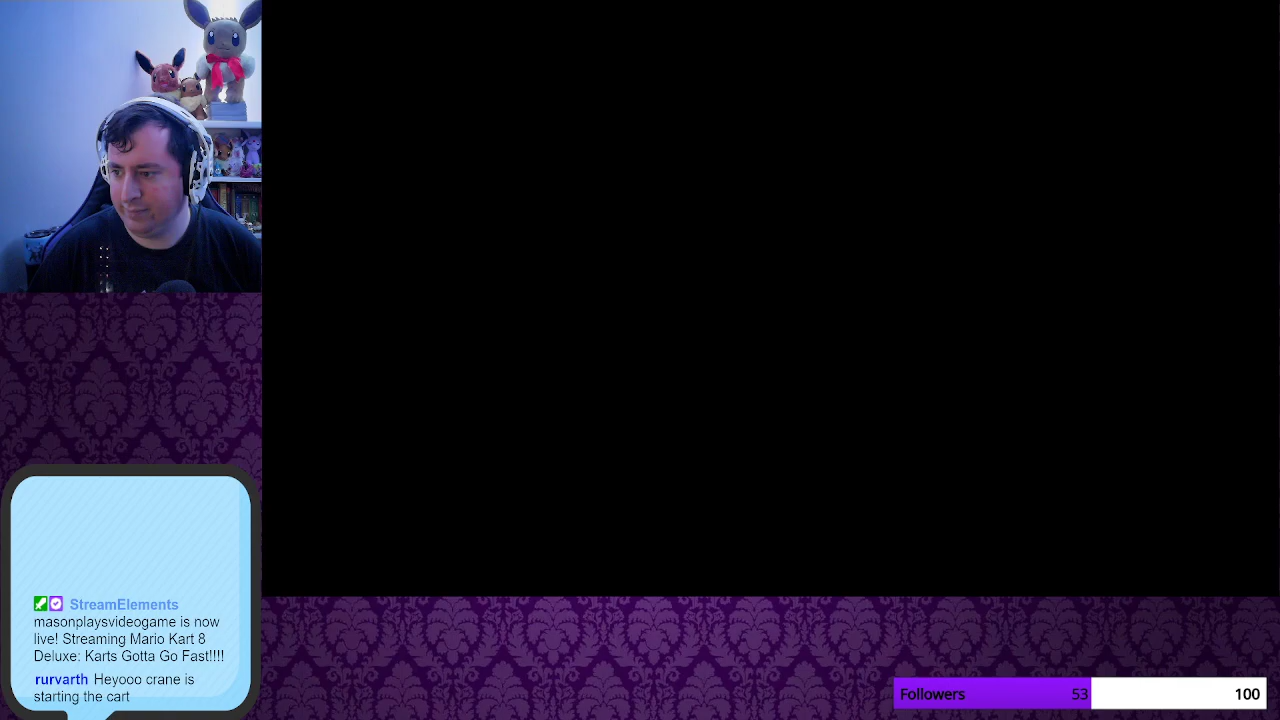 StreamElements
masonplaysvideogame is now
live! Streaming Mario Kart 8
Deluxe: Karts Gotta Go Fast!!!!
rurvarth Heyooo crane is
starting the cart
Followers 53 100